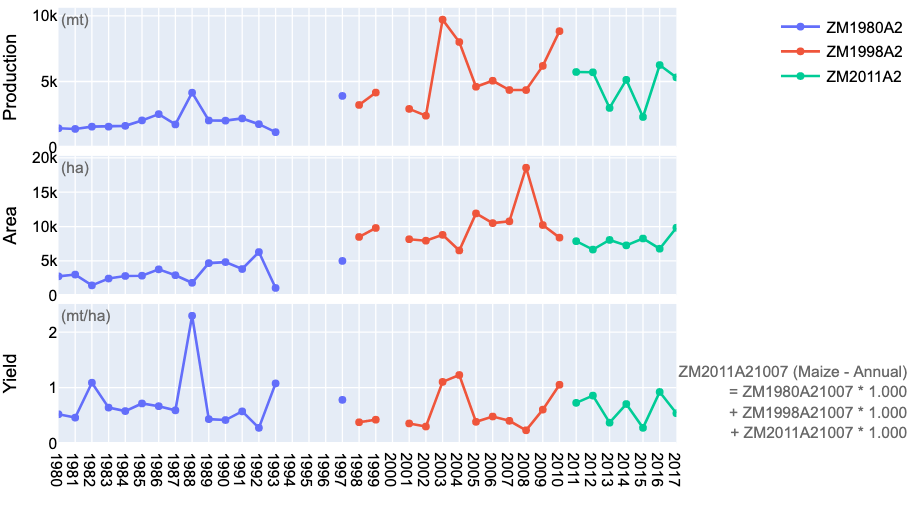 Production
10k
(mt)
5k
0
ZM1980A2
ZM1998A2
ZM2011A2
Area
20k
(ha)
15k
10k
5k
0
Yield
(mt/ha)
2
1
0
1980 1981 1982 1983 1984 1985 1986 1987 1988 1989 1990 1991 1992 1993 1994 1995 1996 1997 1998 1999 2000 2001 2002 2003 2004 2005 2006 2007 2008 2009 2010 2011 2012 2013 2014 2015 2016 2017
ZM2011A21007 (Maize - Annual)
= ZM1980A21007 * 1.000
+ ZM1998A21007 * 1.000
+ ZM2011A21007 * 1.000